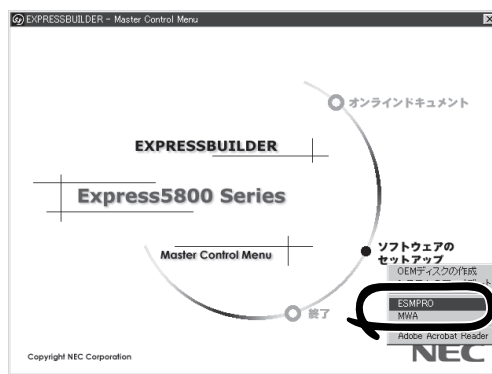 EXPRESSBUILDER - Master Control Menu
オンラインドキュメント
EXPRESSBUILDER
Express5800 Series
Master Control Menu
ソフトウェアの
セットアップ
OEMディスクの作成
ESMPRO
MWA
Adobe Acrobat Reader
終了
Copyright NEC Corporation
NEC